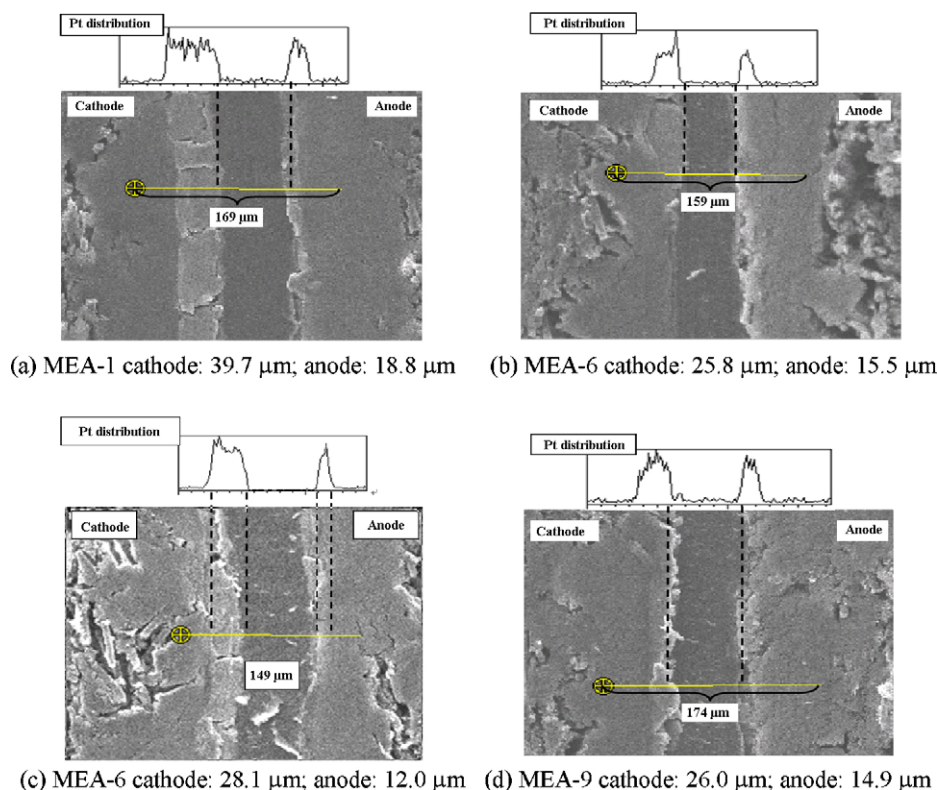 Pt distribution
Cathode
Anode
169 μm
(a) MEA-1 cathode: 39.7 μm; anode: 18.8 μm
Pt distribution
Cathode
Anode
159 μm
(b) MEA-6 cathode: 25.8 μm; anode: 15.5 μm
Pt distribution
Cathode
Anode
149 μm
(c) MEA-6 cathode: 28.1 μm; anode: 12.0 μm
Pt distribution
Cathode
Anode
174 μm
(d) MEA-9 cathode: 26.0 μm; anode: 14.9 μm